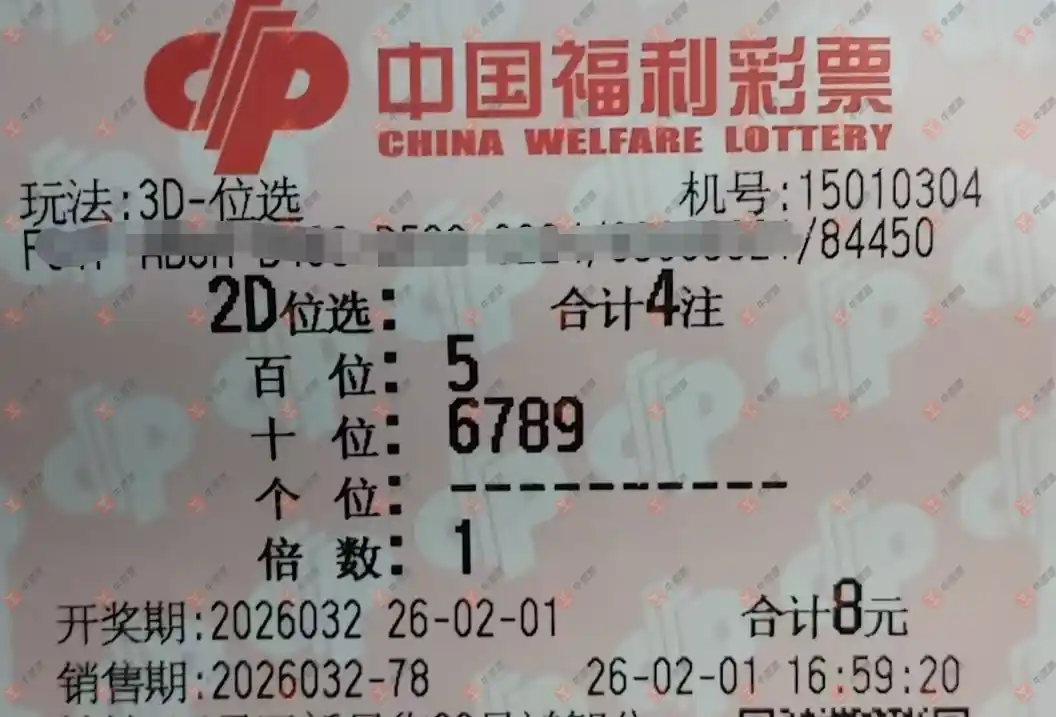 中国福利彩票
CHINA WELFARE LOTTERY
玩法:3D-位选 机号:15010304
/84450
2D位选: 合计4注
百 位: 5
十 位: 6789
个 位: ----------
倍 数: 1
开奖期:2026032 26-02-01 合计8元
销售期:2026032-78 26-02-01 16:59:20